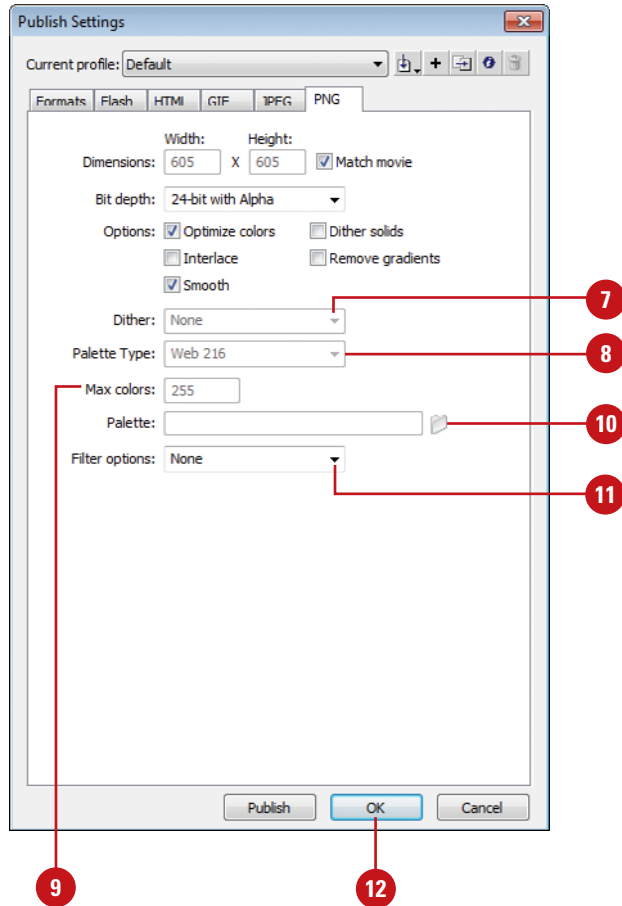 Publish Settings
Current profile: Default
Formats Flash HTML GIF JPEG PNG
Width: Height:
Dimensions: 605 X 605 Match movie
Bit depth: 24-bit with Alpha
Options: Optimize colors Dither solids
Interlace Remove gradients
Smooth
7
Dither: None
8
Palette Type: Web 216
Max colors: 255
10
Palette:
Filter options: None
11
Publish OK Cancel
9 12